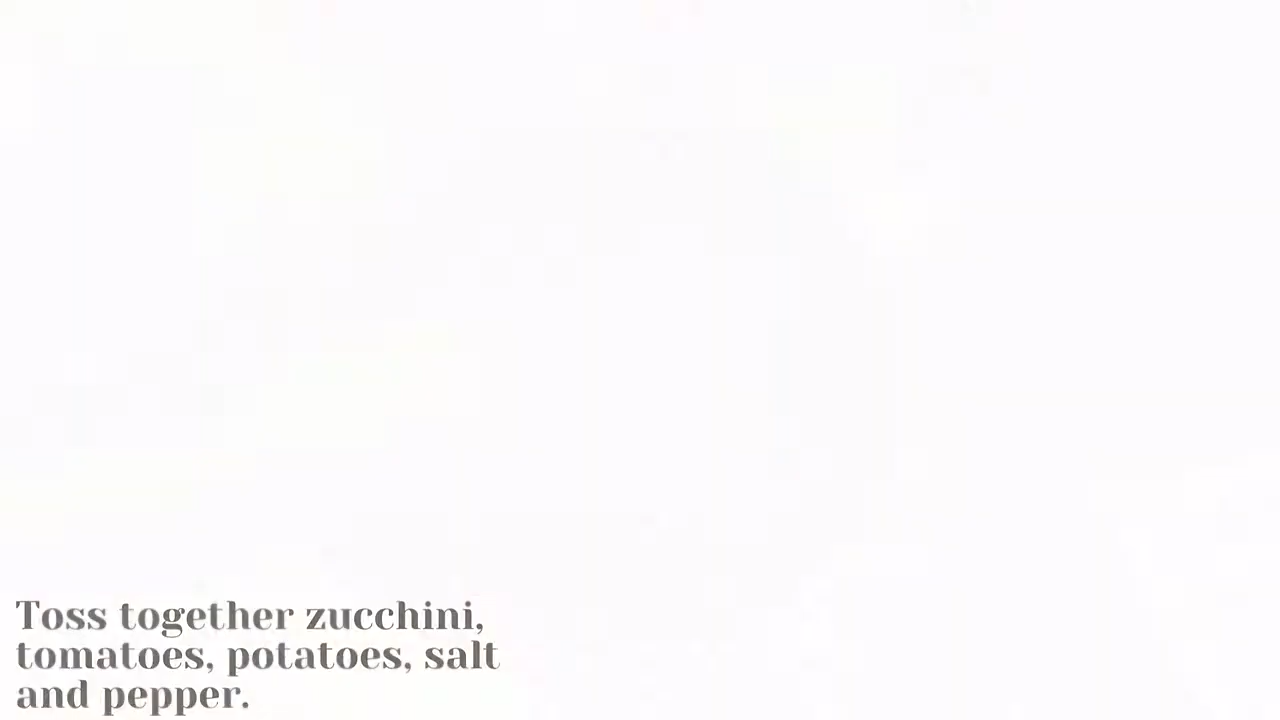 Toss together zucchini,
tomatoes, potatoes, salt
and pepper.